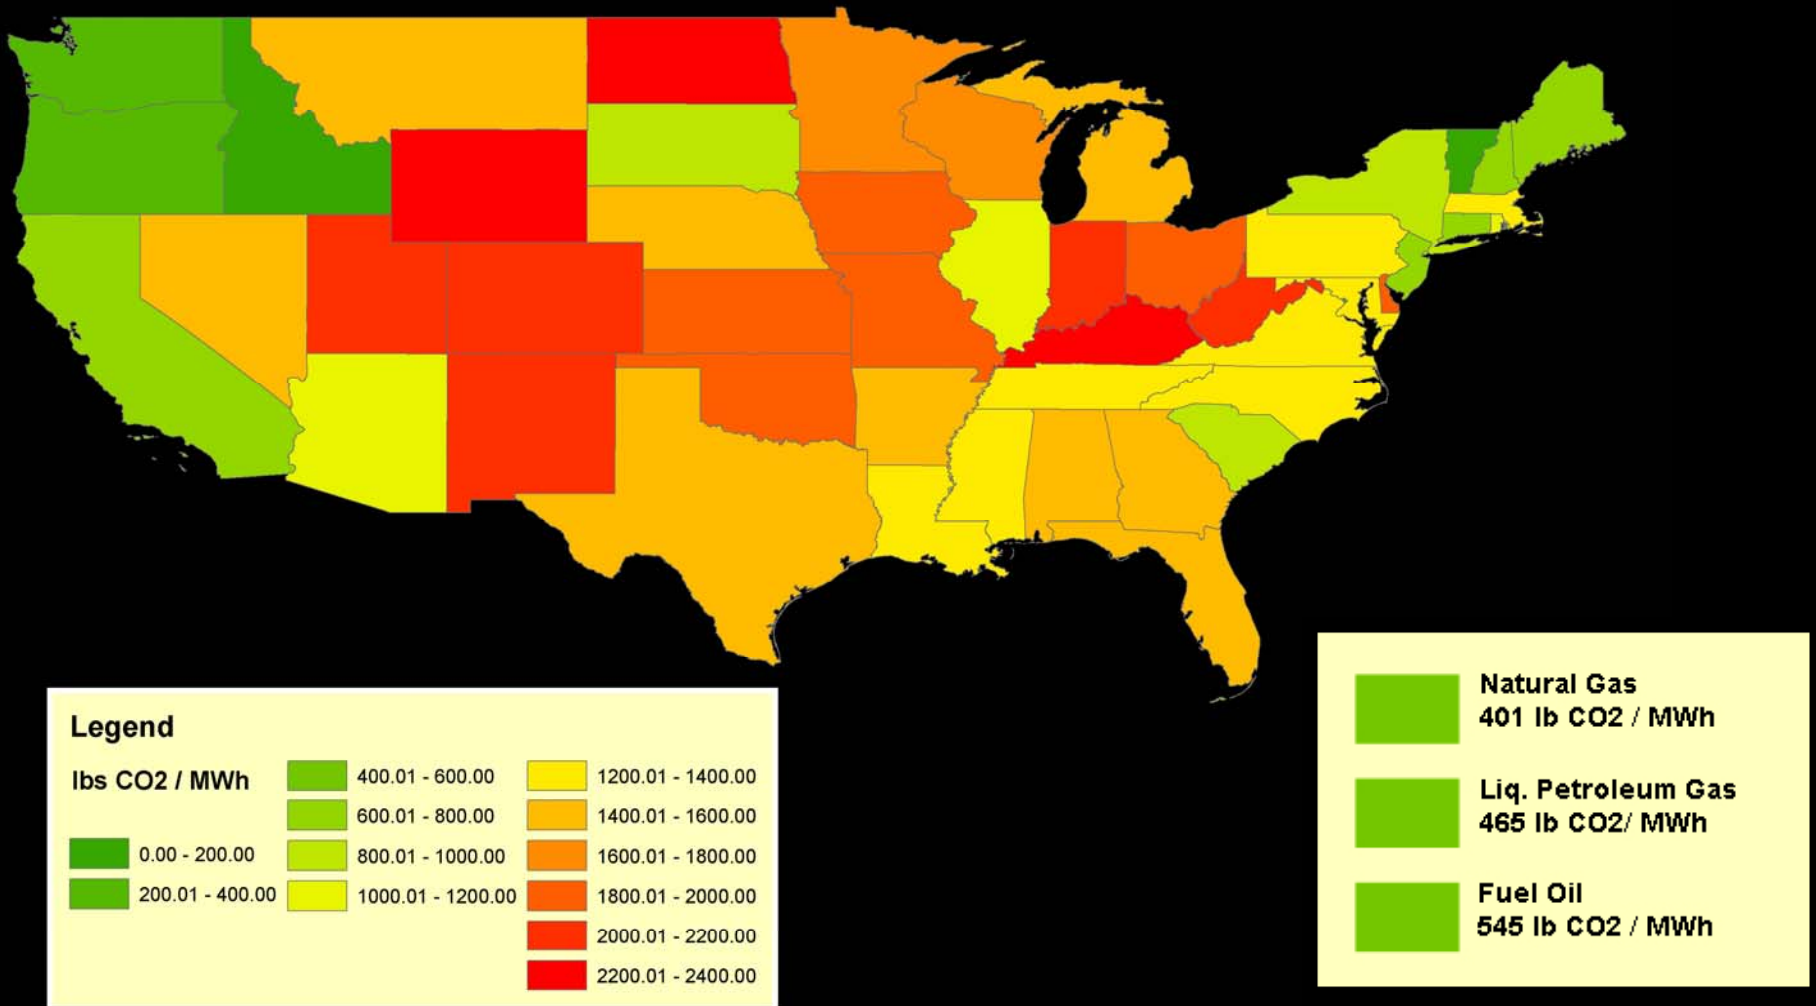 Legend
lbs CO2 / MWh
0.00 - 200.00
200.01 - 400.00
400.01 - 600.00
600.01 - 800.00
800.01 - 1000.00
1000.01 - 1200.00
1200.01 - 1400.00
1400.01 - 1600.00
1600.01 - 1800.00
1800.01 - 2000.00
2000.01 - 2200.00
2200.01 - 2400.00
Natural Gas
401 lb CO2 / MWh
Liq. Petroleum Gas
465 lb CO2/ MWh
Fuel Oil
545 lb CO2 / MWh